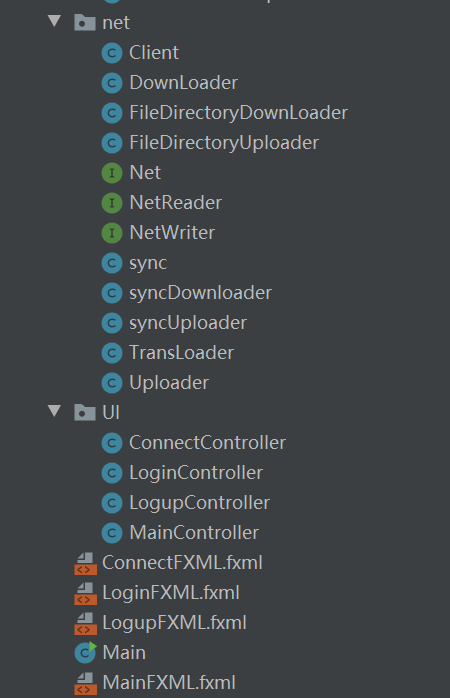 net
Client
DownLoader
FileDirectoryDownLoader
FileDirectoryUploader
Net
NetReader
NetWriter
sync
syncDownloader
syncUploader
TransLoader
Uploader
UI
ConnectController
LoginController
LogupController
MainController
ConnectFXML.fxml
LoginFXML.fxml
LogupFXML.fxml
Main
MainFXML.fxml